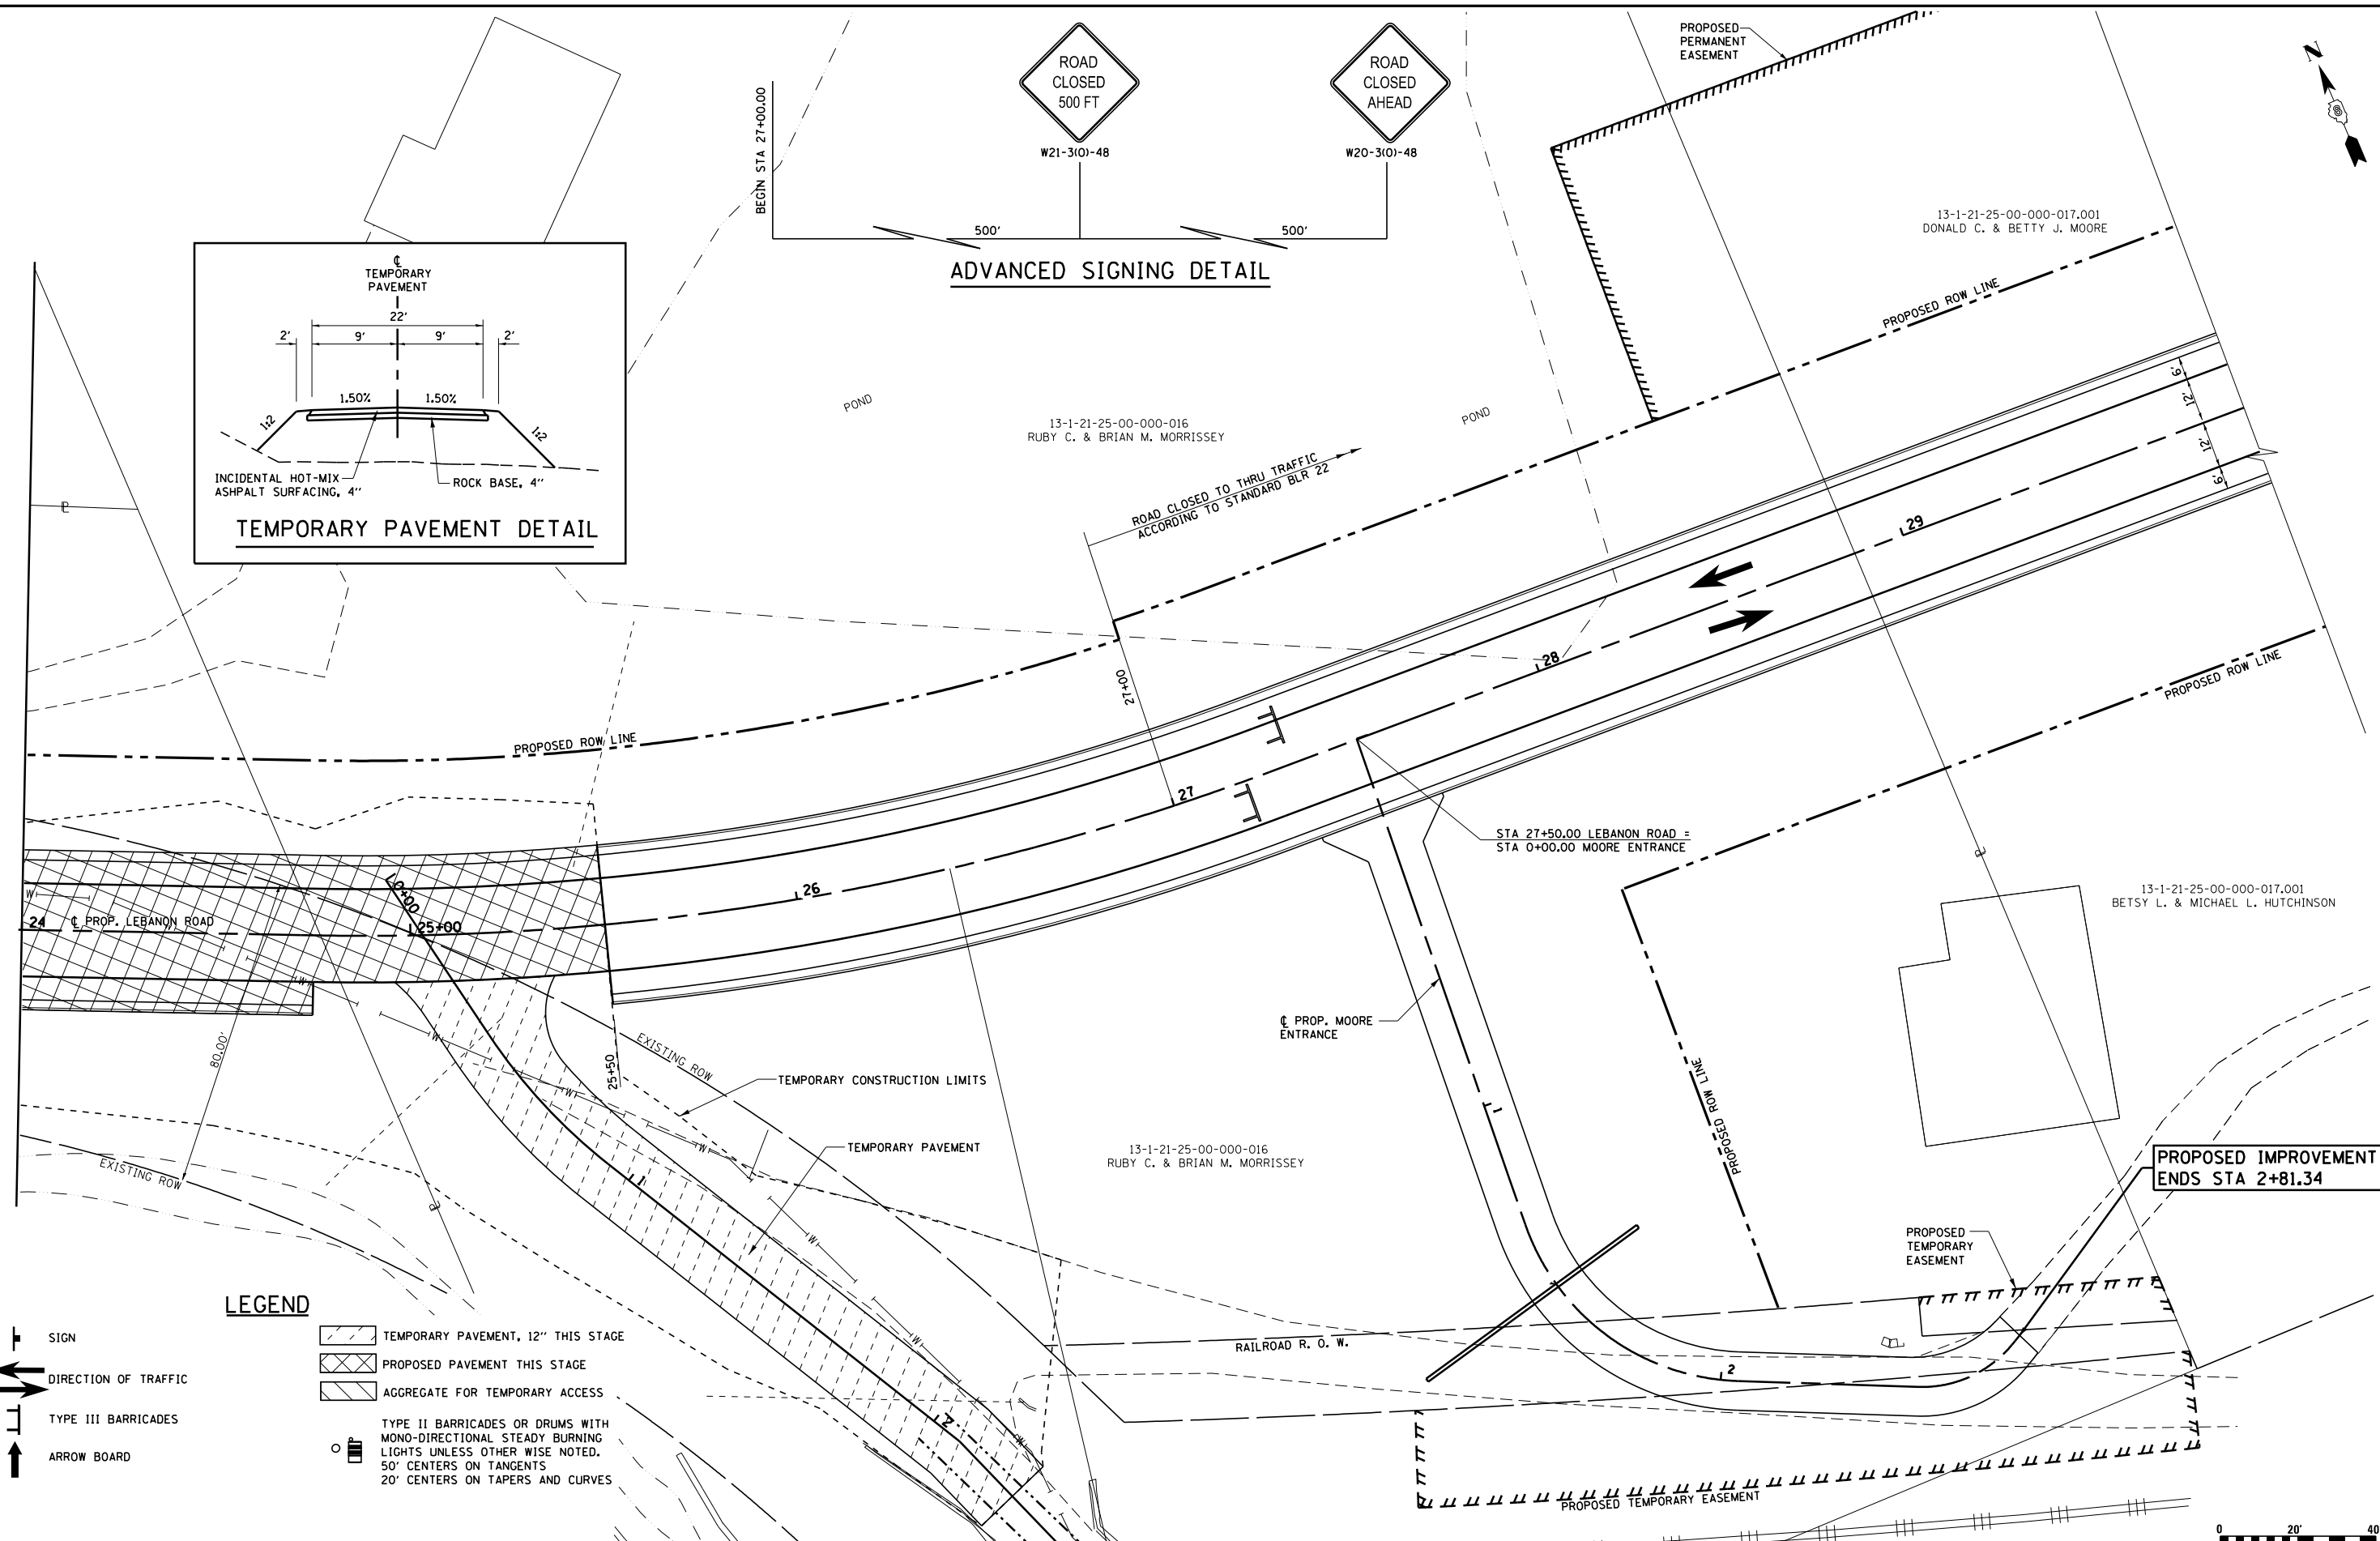 ROAD
CLOSED
500 FT
W21-3(O)-48
ROAD
CLOSED
AHEAD
W20-3(O)-48
BEGIN STA 27+00.00
500'
500'
ADVANCED SIGNING DETAIL
PROPOSED
PERMANENT
EASEMENT
N
13-1-21-25-00-000-017.001
DONALD C. & BETTY J. MOORE
℄
TEMPORARY
PAVEMENT
22'
2'
9'
9'
2'
1.50%
1.50%
1:2
1:2
INCIDENTAL HOT-MIX
ASHPALT SURFACING, 4''
ROCK BASE, 4''
TEMPORARY PAVEMENT DETAIL
POND
13-1-21-25-00-000-016
RUBY C. & BRIAN M. MORRISSEY
POND
PROPOSED ROW LINE
ROAD CLOSED TO THRU TRAFFIC
ACCORDING TO STANDARD BLR 22
6'
12'
12'
6'
29
28
27+00
27
26
PROPOSED ROW LINE
PROPOSED ROW LINE
STA 27+50.00 LEBANON ROAD =
STA 0+00.00 MOORE ENTRANCE
13-1-21-25-00-000-017.001
BETSY L. & MICHAEL L. HUTCHINSON
W
24
℄ PROP. LEBANON ROAD
0+00
25+00
W
80.00'
W
25+50
EXISTING ROW
W
TEMPORARY CONSTRUCTION LIMITS
W
TEMPORARY PAVEMENT
1
W
W
W
2
EXISTING ROW
℄ PROP. MOORE
ENTRANCE
1
PROPOSED ROW LINE
13-1-21-25-00-000-016
RUBY C. & BRIAN M. MORRISSEY
PROPOSED IMPROVEMENT
ENDS STA 2+81.34
PROPOSED
TEMPORARY
EASEMENT
RAILROAD R. O. W.
2
PROPOSED TEMPORARY EASEMENT
LEGEND
SIGN
DIRECTION OF TRAFFIC
TYPE III BARRICADES
ARROW BOARD
TEMPORARY PAVEMENT, 12'' THIS STAGE
PROPOSED PAVEMENT THIS STAGE
AGGREGATE FOR TEMPORARY ACCESS
TYPE II BARRICADES OR DRUMS WITH
MONO-DIRECTIONAL STEADY BURNING
LIGHTS UNLESS OTHER WISE NOTED.
50' CENTERS ON TANGENTS
20' CENTERS ON TAPERS AND CURVES
0
20'
40